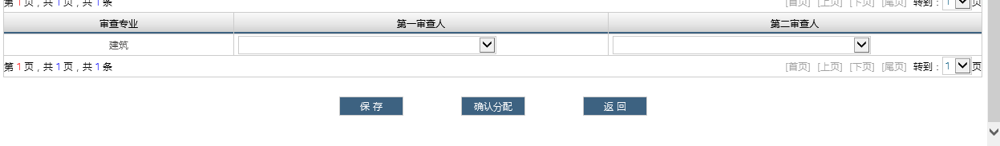 第 1 页，共 1 页，共 1 条 [首页] [上页] [下页] [尾页] 转到：1 页
审查专业 第一审查人 第二审查人
建筑
第 1 页，共 1 页，共 1 条 [首页] [上页] [下页] [尾页] 转到：1 页
保 存 确认分配 返 回